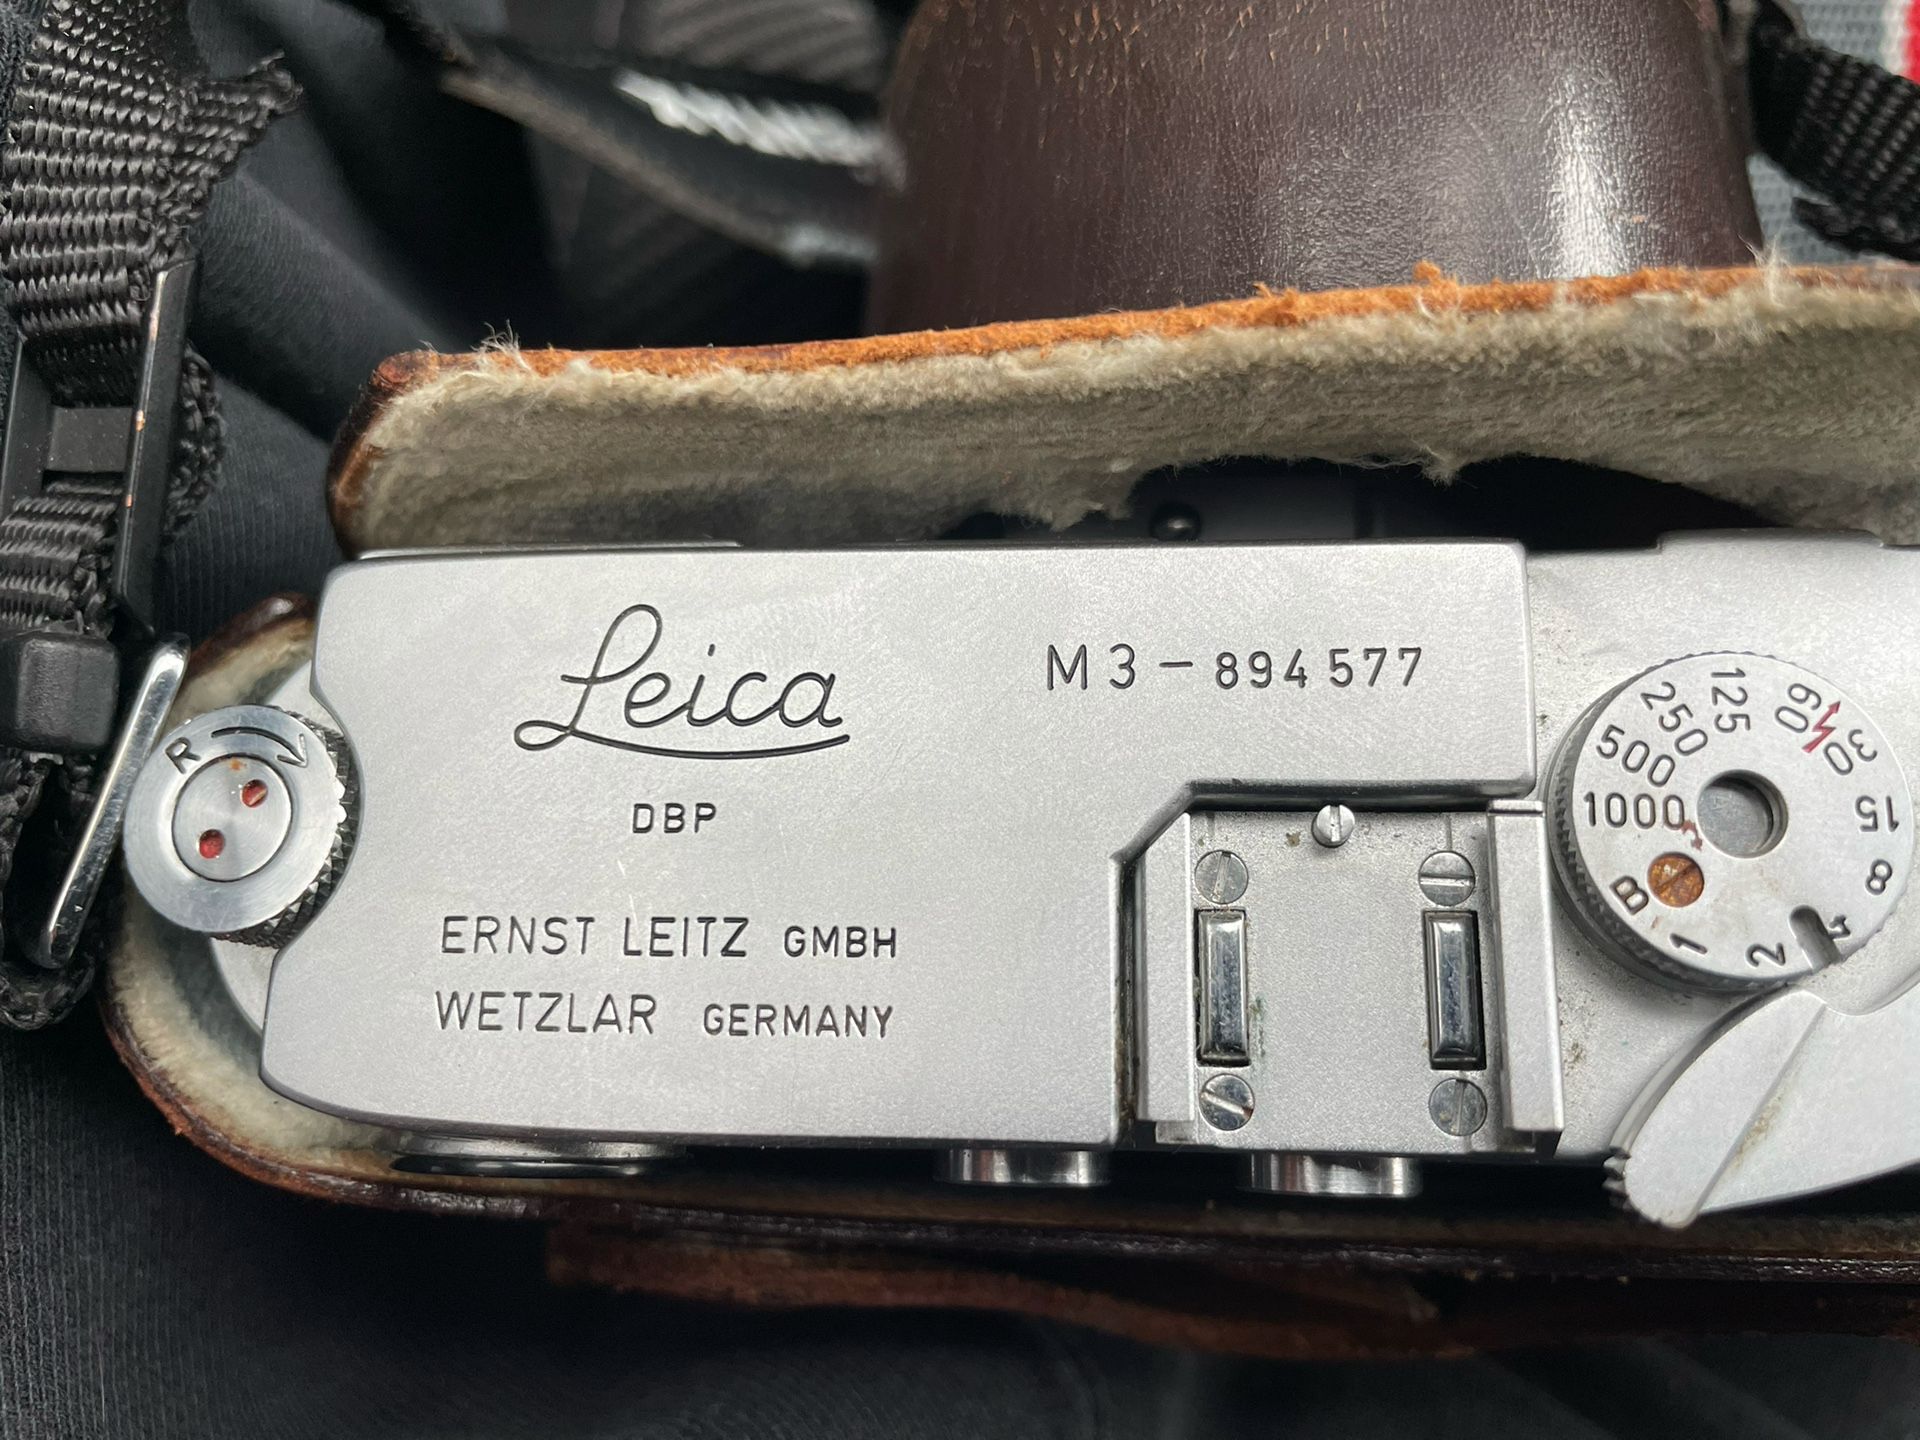 Leica
M3-894577
DBP
ERNST LEITZ GMBH
WETZLAR GERMANY
R
1000 500 250 125 60 30 15 8 4 2 1 B